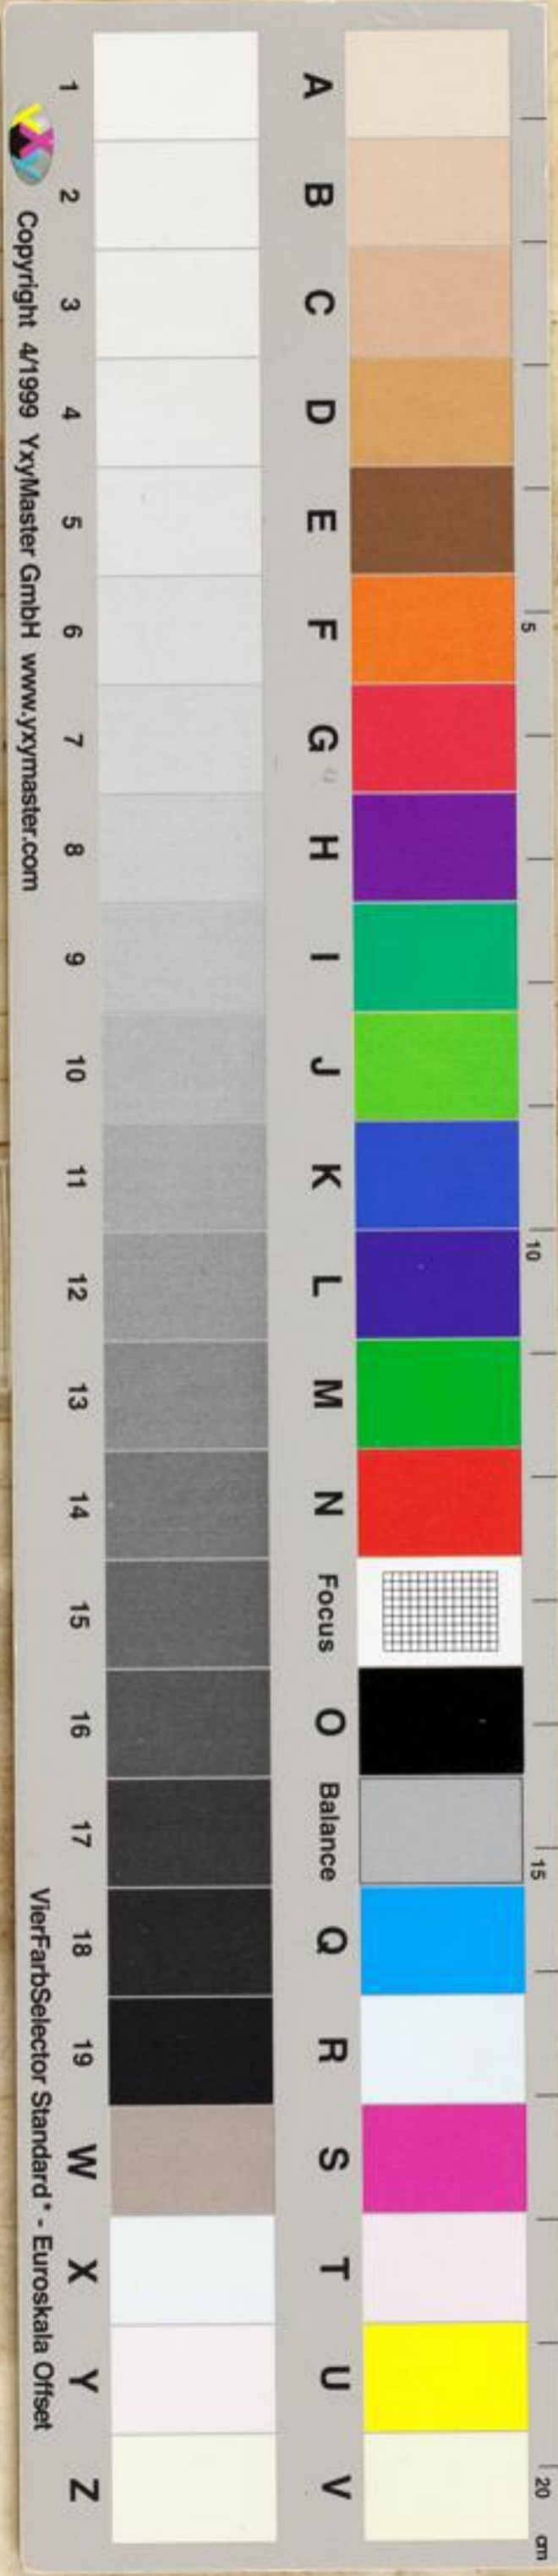 cm
5
10
15
20
A
B
C
D
E
F
G
H
I
J
K
L
M
N
Focus
O
Balance
Q
R
S
T
U
V
1
2
3
4
5
6
7
8
9
10
11
12
13
14
15
16
17
18
19
W
X
Y
Z
yxy
Copyright 4/1999 YxyMaster GmbH www.yxymaster.com
VierFarbSelector Standard* - Euroskala Offset